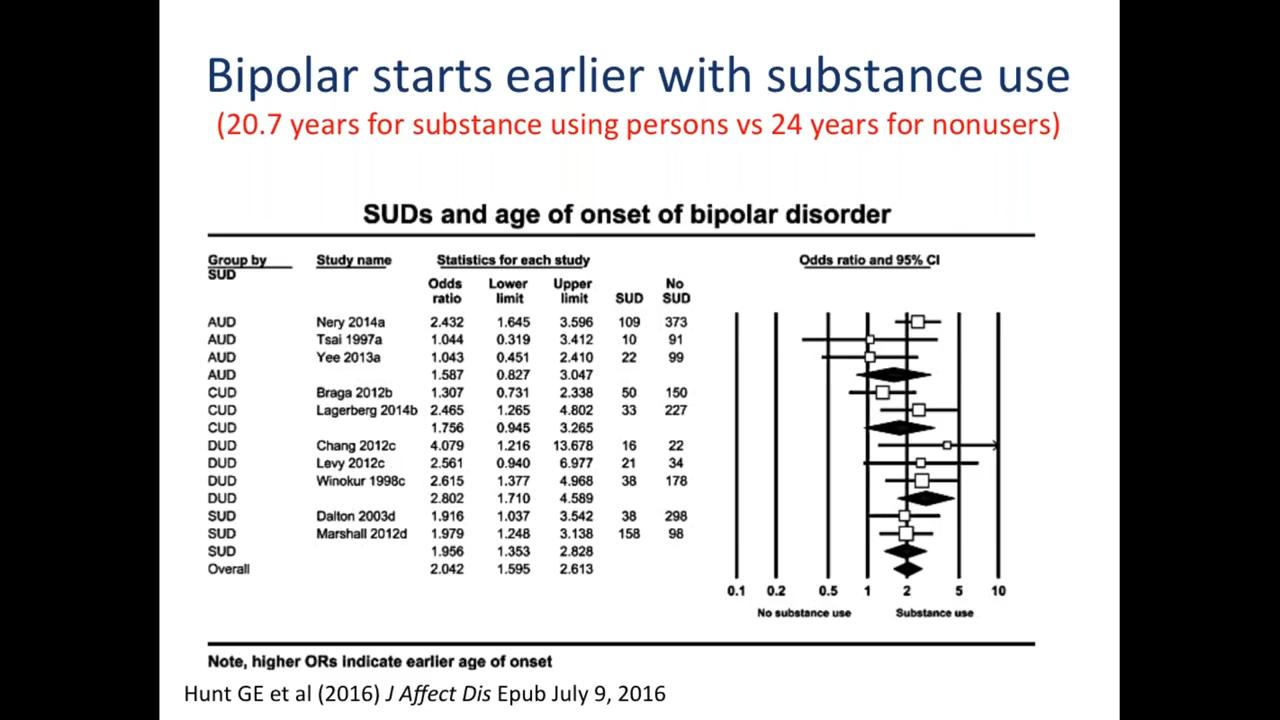 Bipolar starts earlier with substance use
(20.7 years for substance using persons vs 24 years for nonusers)
SUDs and age of onset of bipolar disorder
Group by SUD Study name Statistics for each study Odds ratio and 95% CI
Odds ratio Lower limit Upper limit SUD No SUD
AUD Nery 2014a 2.432 1.645 3.596 109 373
AUD Tsai 1997a 1.044 0.319 3.412 10 91
AUD Yee 2013a 1.043 0.451 2.410 22 99
AUD 1.587 0.827 3.047
CUD Braga 2012b 1.307 0.731 2.338 50 150
CUD Lagerberg 2014b 2.465 1.265 4.802 33 227
CUD 1.756 0.945 3.265
DUD Chang 2012c 4.079 1.216 13.678 16 22
DUD Levy 2012c 2.561 0.940 6.977 21 34
DUD Winokur 1998c 2.615 1.377 4.968 38 178
DUD 2.802 1.710 4.589
SUD Dalton 2003d 1.916 1.037 3.542 38 298
SUD Marshall 2012d 1.979 1.248 3.138 158 98
SUD 1.956 1.353 2.828
Overall 2.042 1.595 2.613
0.1 0.2 0.5 1 2 5 10
No substance use Substance use
Note, higher ORs indicate earlier age of onset
Hunt GE et al (2016) J Affect Dis Epub July 9, 2016